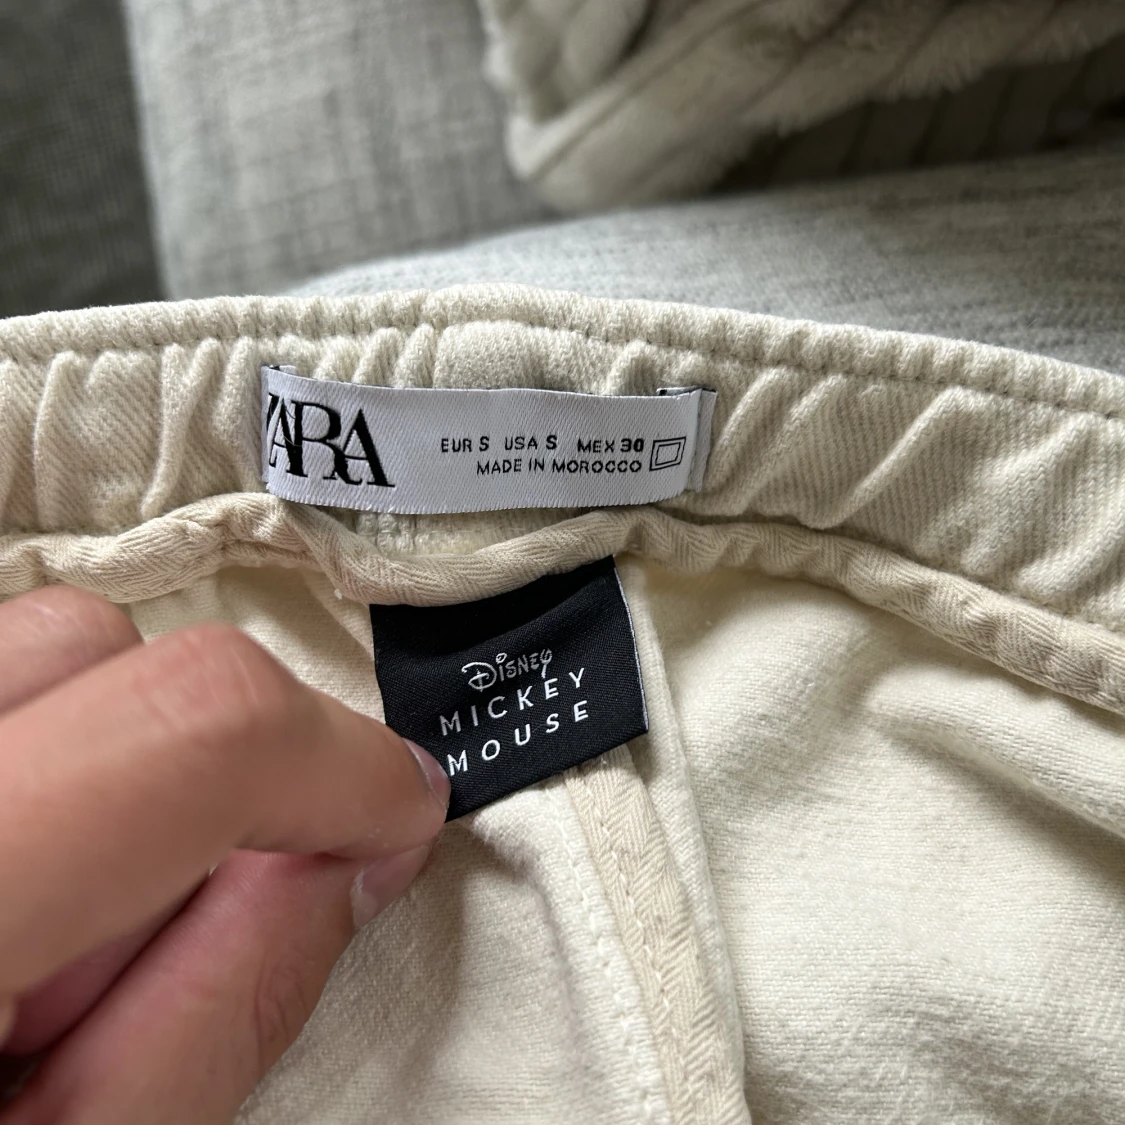 ZARA
EUR S USA S MEX 30
MADE IN MOROCCO
Disney
MICKEY
MOUSE